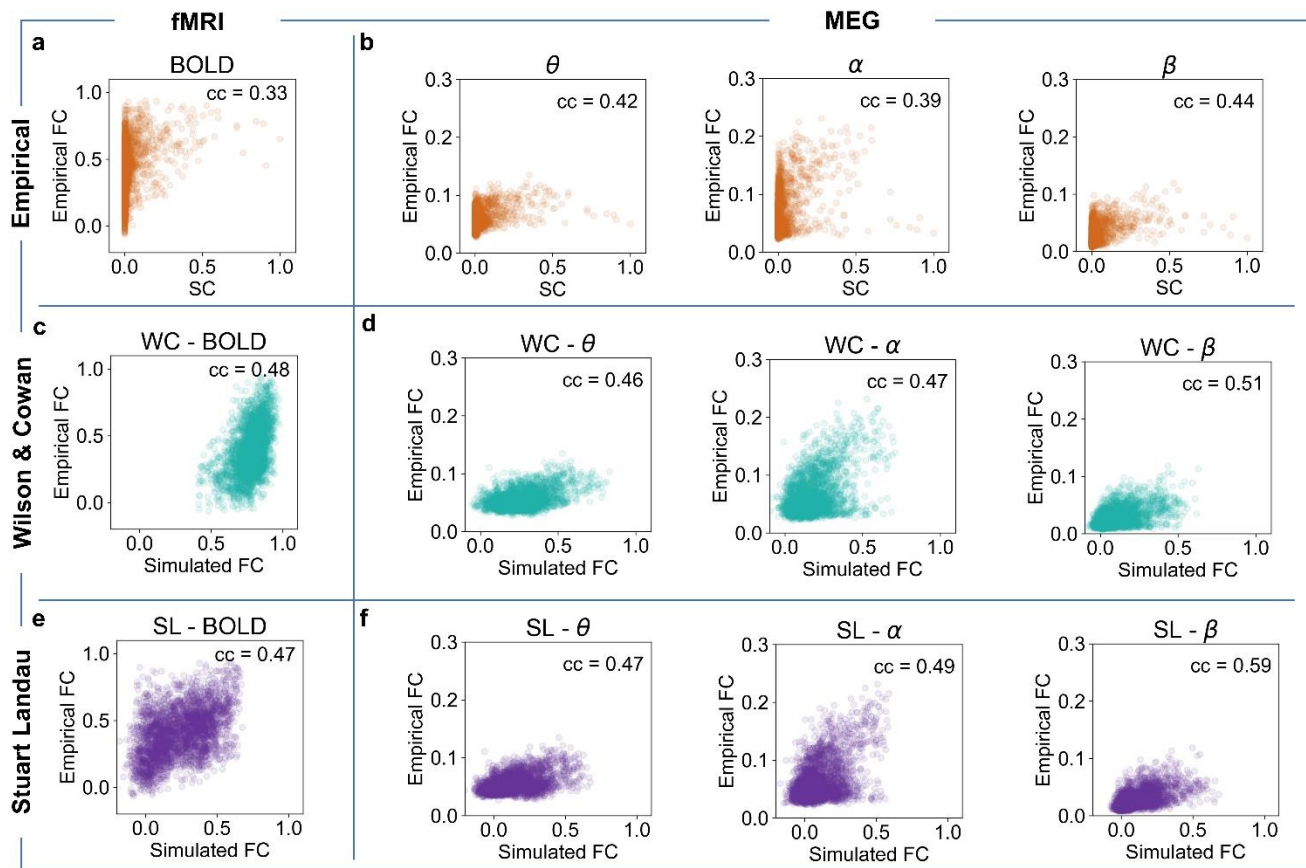 fMRI
MEG
Empirical
a
BOLD
cc = 0.33
Empirical FC
1.0
0.5
0.0
0.0 0.5 1.0
SC
b
θ
cc = 0.42
Empirical FC
0.3
0.2
0.1
0.0
0.0 0.5 1.0
SC
α
cc = 0.39
Empirical FC
0.3
0.2
0.1
0.0
0.0 0.5 1.0
SC
β
cc = 0.44
Empirical FC
0.3
0.2
0.1
0.0
0.0 0.5 1.0
SC
Wilson & Cowan
c
WC - BOLD
cc = 0.48
Empirical FC
1.0
0.5
0.0
0.0 0.5 1.0
Simulated FC
d
WC - θ
cc = 0.46
Empirical FC
0.3
0.2
0.1
0.0
0.0 0.5 1.0
Simulated FC
WC - α
cc = 0.47
Empirical FC
0.3
0.2
0.1
0.0
0.0 0.5 1.0
Simulated FC
WC - β
cc = 0.51
Empirical FC
0.3
0.2
0.1
0.0
0.0 0.5 1.0
Simulated FC
Stuart Landau
e
SL - BOLD
cc = 0.47
Empirical FC
1.0
0.5
0.0
0.0 0.5 1.0
Simulated FC
f
SL - θ
cc = 0.47
Empirical FC
0.3
0.2
0.1
0.0
0.0 0.5 1.0
Simulated FC
SL - α
cc = 0.49
Empirical FC
0.3
0.2
0.1
0.0
0.0 0.5 1.0
Simulated FC
SL - β
cc = 0.59
Empirical FC
0.3
0.2
0.1
0.0
0.0 0.5 1.0
Simulated FC